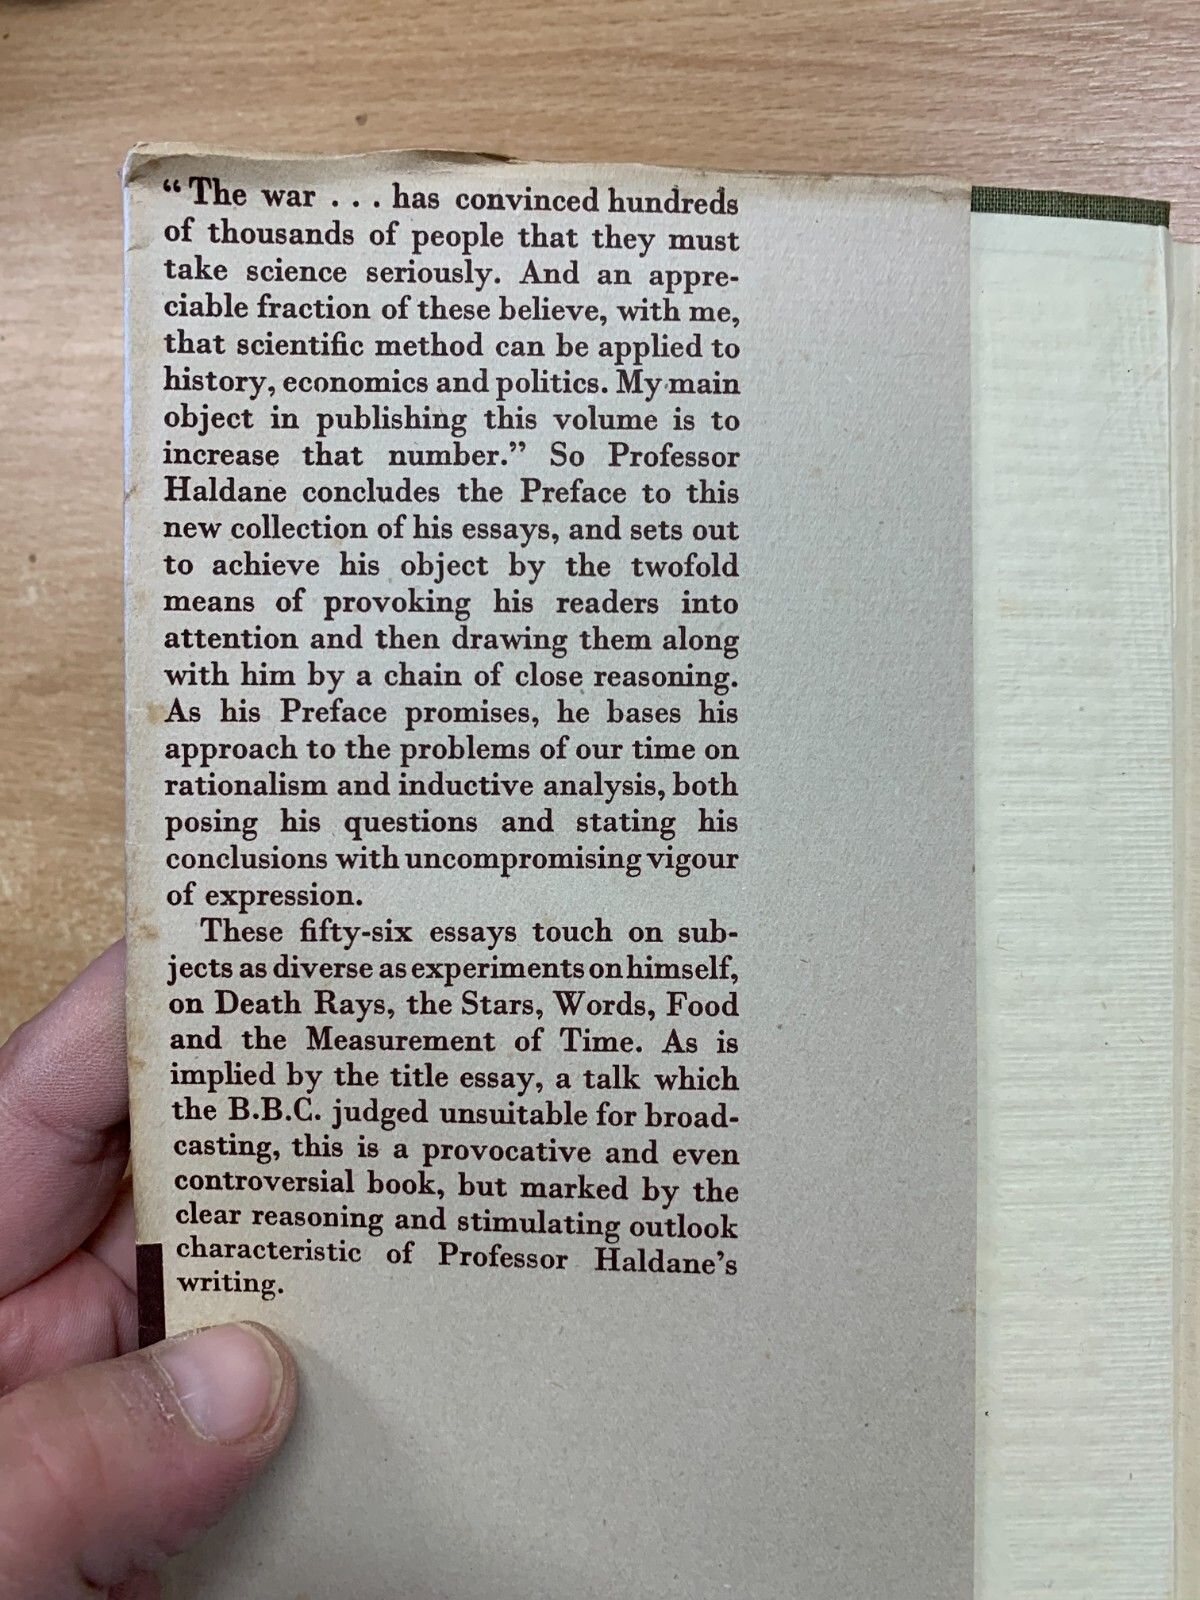 “The war . . . has convinced hundreds
of thousands of people that they must
take science seriously. And an appre-
ciable fraction of these believe, with me,
that scientific method can be applied to
history, economics and politics. My main
object in publishing this volume is to
increase that number.” So Professor
Haldane concludes the Preface to this
new collection of his essays, and sets out
to achieve his object by the twofold
means of provoking his readers into
attention and then drawing them along
with him by a chain of close reasoning.
As his Preface promises, he bases his
approach to the problems of our time on
rationalism and inductive analysis, both
posing his questions and stating his
conclusions with uncompromising vigour
of expression.
These fifty-six essays touch on sub-
jects as diverse as experiments on himself,
on Death Rays, the Stars, Words, Food
and the Measurement of Time. As is
implied by the title essay, a talk which
the B.B.C. judged unsuitable for broad-
casting, this is a provocative and even
controversial book, but marked by the
clear reasoning and stimulating outlook
characteristic of Professor Haldane’s
writing.